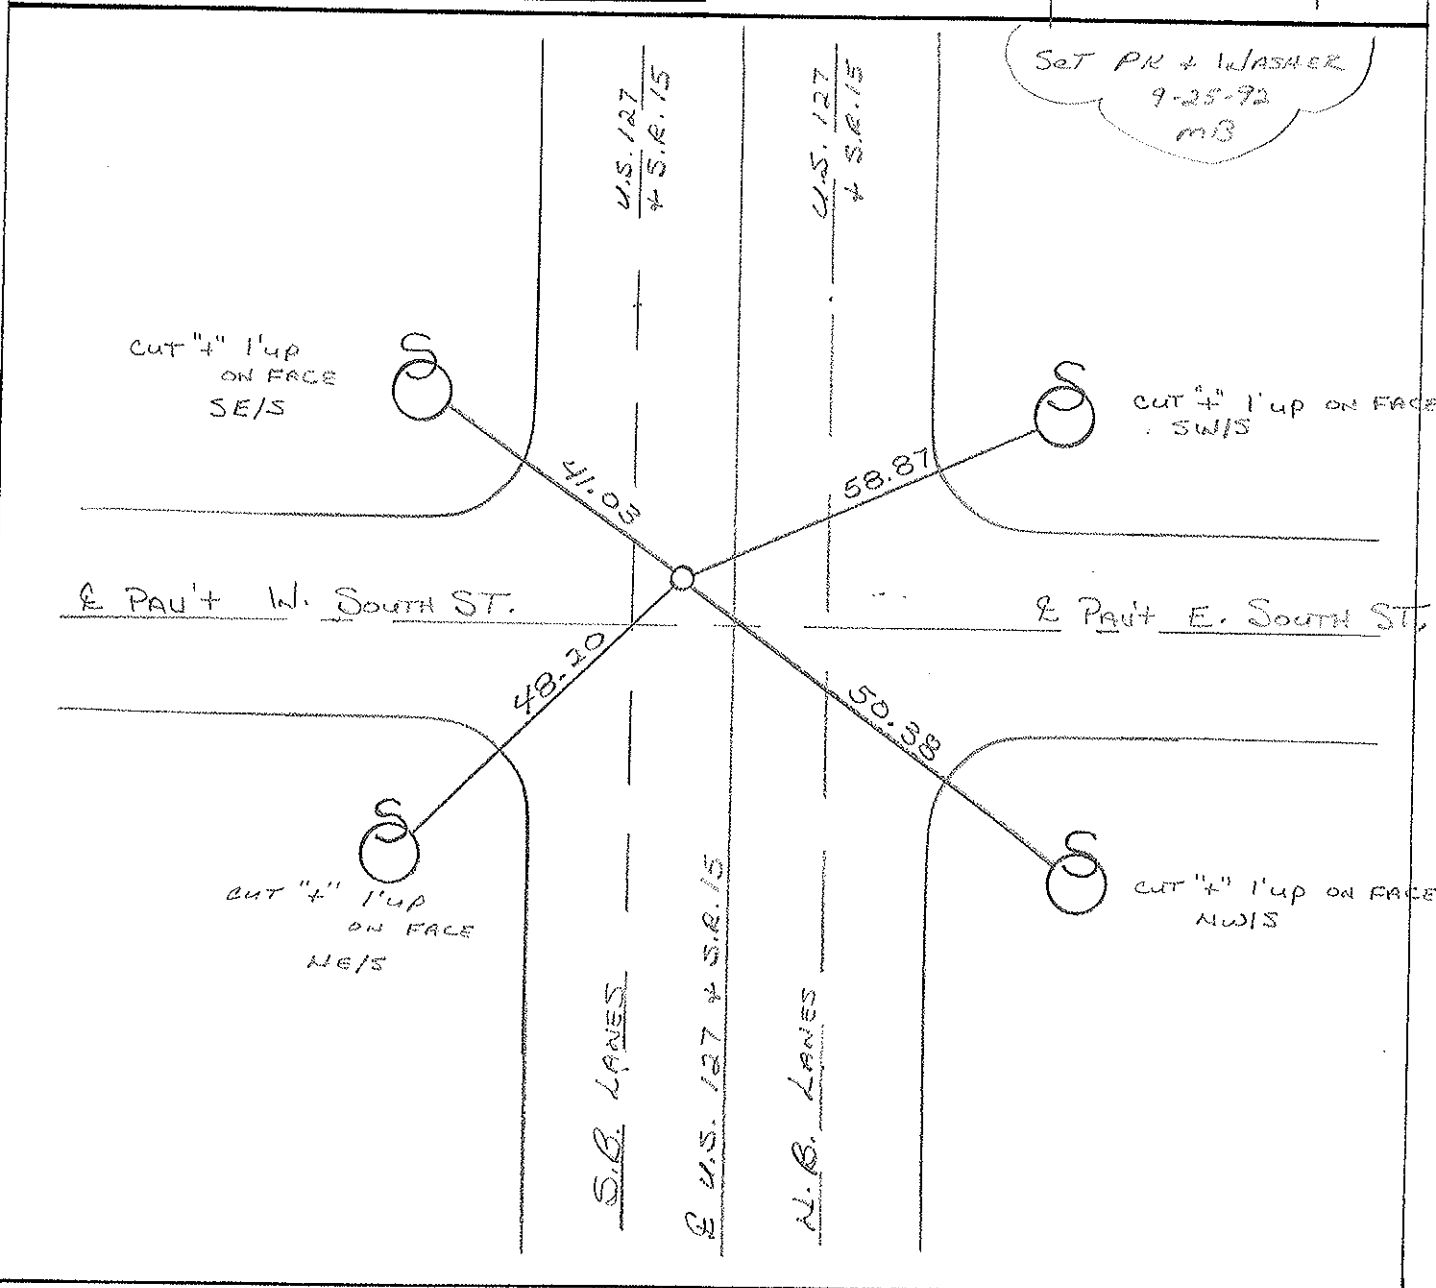 SET PK + WASHER
9-25-92
MB
U.S. 127
+ S.R. 15
U.S. 127
+ S.R. 15
S
CUT "+" 1' up
ON FACE
SE/S
S
CUT "+" 1' up ON FACE
SW/S
41.03
58.87
℄ PAV'T W. SOUTH ST.
℄ PAV'T E. SOUTH ST.
48.20
50.38
S
CUT "+" 1' up
ON FACE
NE/S
S
CUT "+" 1' up ON FACE
NW/S
S.B. LANES
℄ U.S. 127 + S.R. 15
N.B. LANES